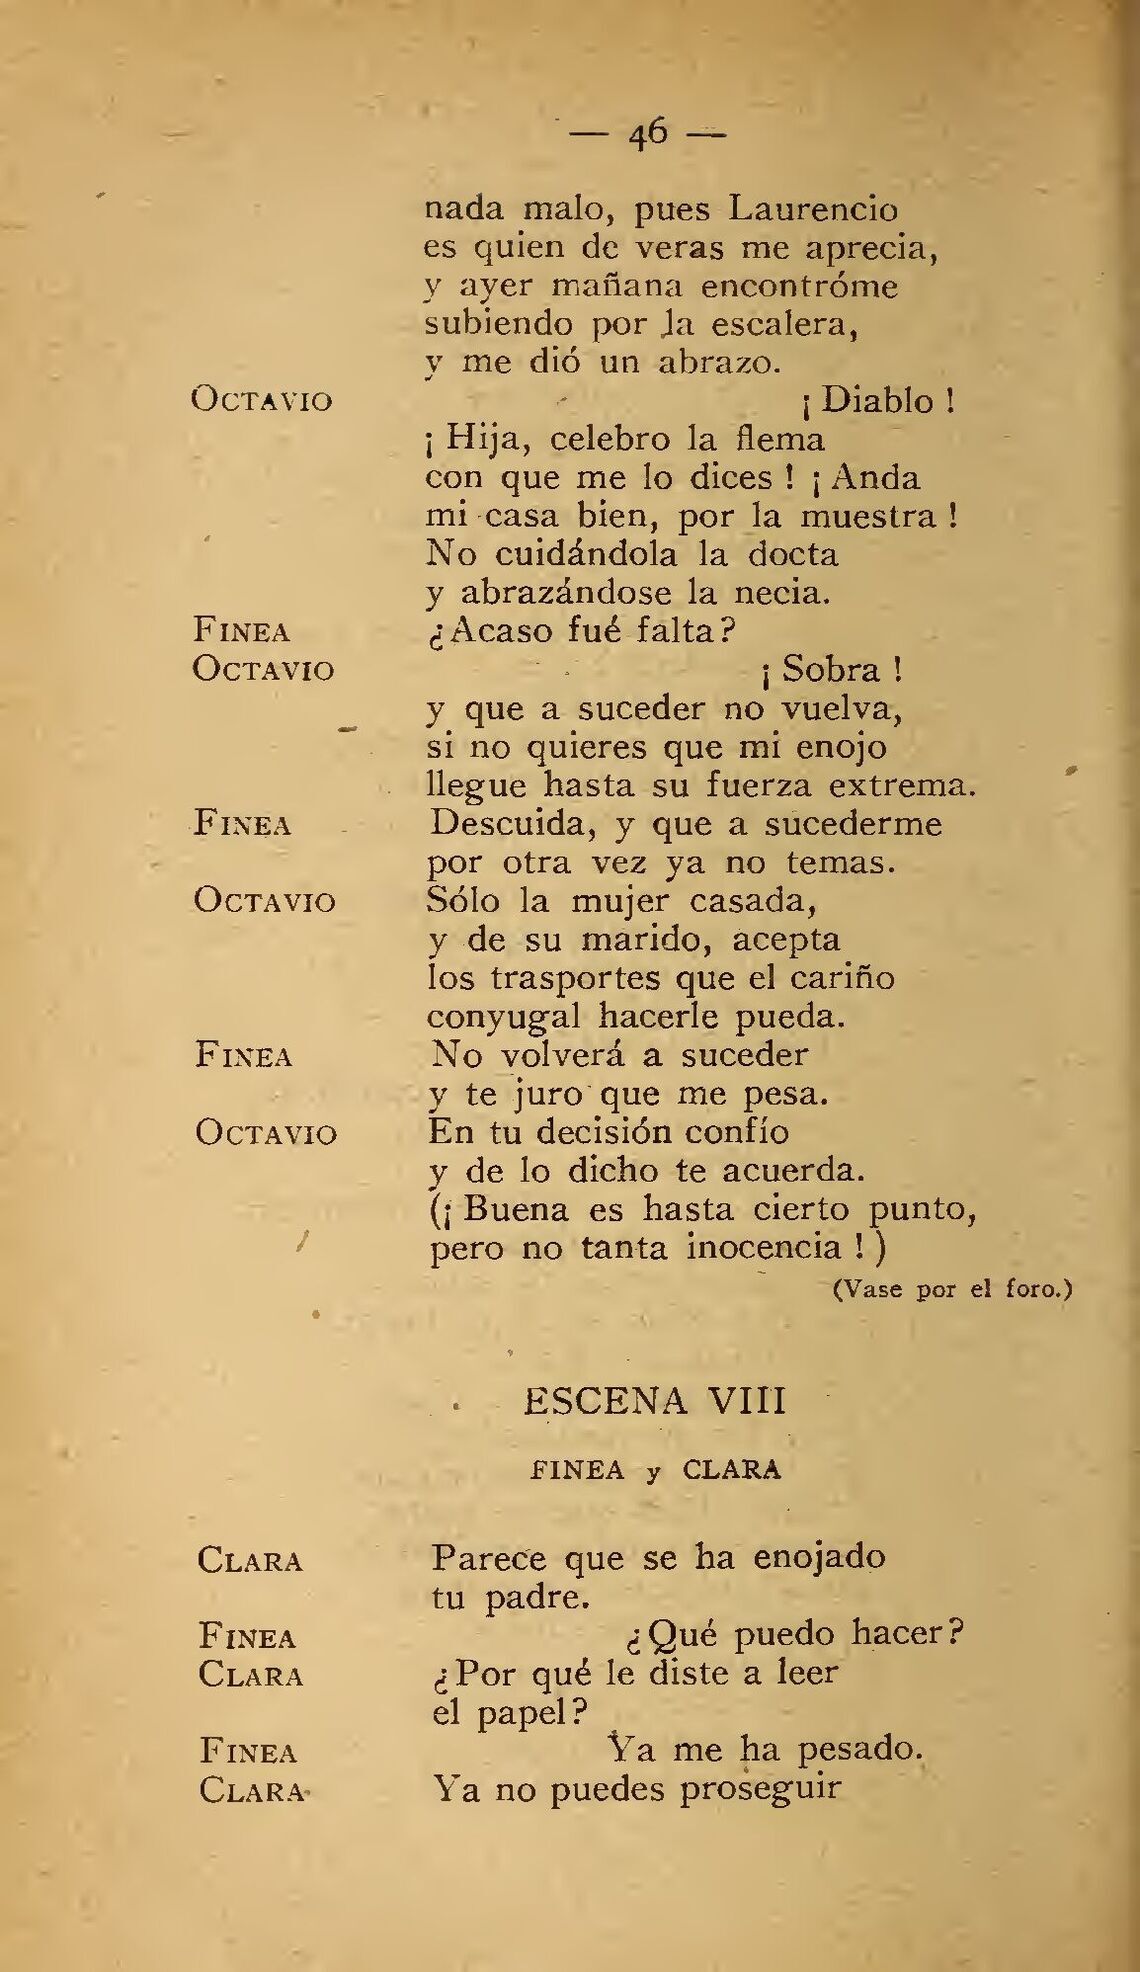 — 46 —
nada malo, pues Laurencio
es quien de veras me aprecia,
y ayer mañana encontróme
subiendo por la escalera,
y me dió un abrazo.
OCTAVIO ¡ Diablo !
¡ Hija, celebro la flema
con que me lo dices ! ¡ Anda
mi casa bien, por la muestra !
No cuidándola la docta
y abrazándose la necia.
FINEA ¿Acaso fué falta?
OCTAVIO ¡ Sobra !
y que a suceder no vuelva,
si no quieres que mi enojo
llegue hasta su fuerza extrema.
FINEA Descuida, y que a sucederme
por otra vez ya no temas.
OCTAVIO Sólo la mujer casada,
y de su marido, acepta
los trasportes que el cariño
conyugal hacerle pueda.
FINEA No volverá a suceder
y te juro que me pesa.
OCTAVIO En tu decisión confío
y de lo dicho te acuerda.
(¡ Buena es hasta cierto punto,
pero no tanta inocencia ! )
(Vase por el foro.)
ESCENA VIII
FINEA y CLARA
CLARA Parece que se ha enojado
tu padre.
FINEA ¿Qué puedo hacer?
CLARA ¿Por qué le diste a leer
el papel?
FINEA Ya me ha pesado.
CLARA Ya no puedes proseguir